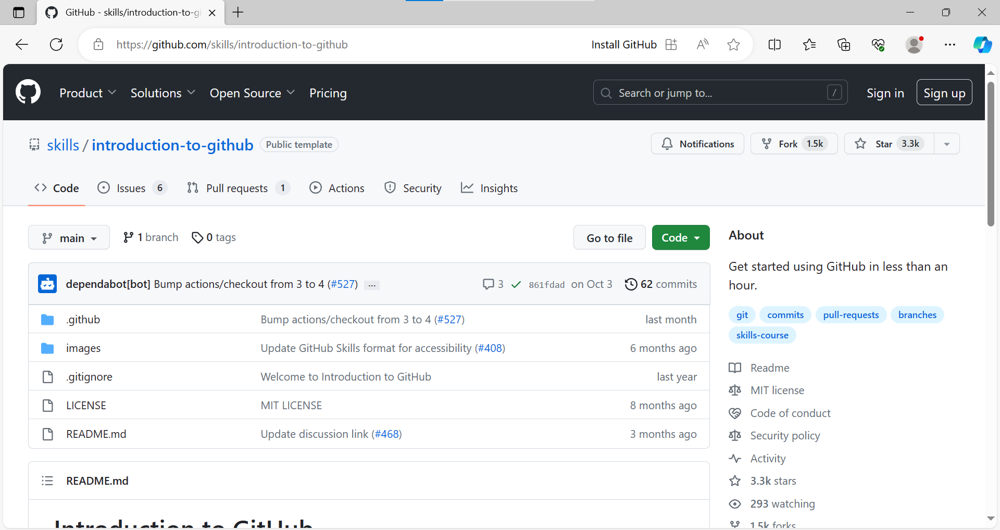 GitHub - skills/introduction-to-gi
https://github.com/skills/introduction-to-github
Install GitHub
Product Solutions Open Source Pricing
Search or jump to... /
Sign in Sign up
skills / introduction-to-github Public template
Notifications Fork 1.5k Star 3.3k
Code Issues 6 Pull requests 1 Actions Security Insights
main 1 branch 0 tags
Go to file Code
dependabot[bot] Bump actions/checkout from 3 to 4 (#527) ... 3 861fdad on Oct 3 62 commits
.github Bump actions/checkout from 3 to 4 (#527) last month
images Update GitHub Skills format for accessibility (#408) 6 months ago
.gitignore Welcome to Introduction to GitHub last year
LICENSE MIT LICENSE 8 months ago
README.md Update discussion link (#468) 3 months ago
README.md
Introduction to GitHub
About
Get started using GitHub in less than an
hour.
git commits pull-requests branches
skills-course
Readme
MIT license
Code of conduct
Security policy
Activity
3.3k stars
293 watching
1.5k forks